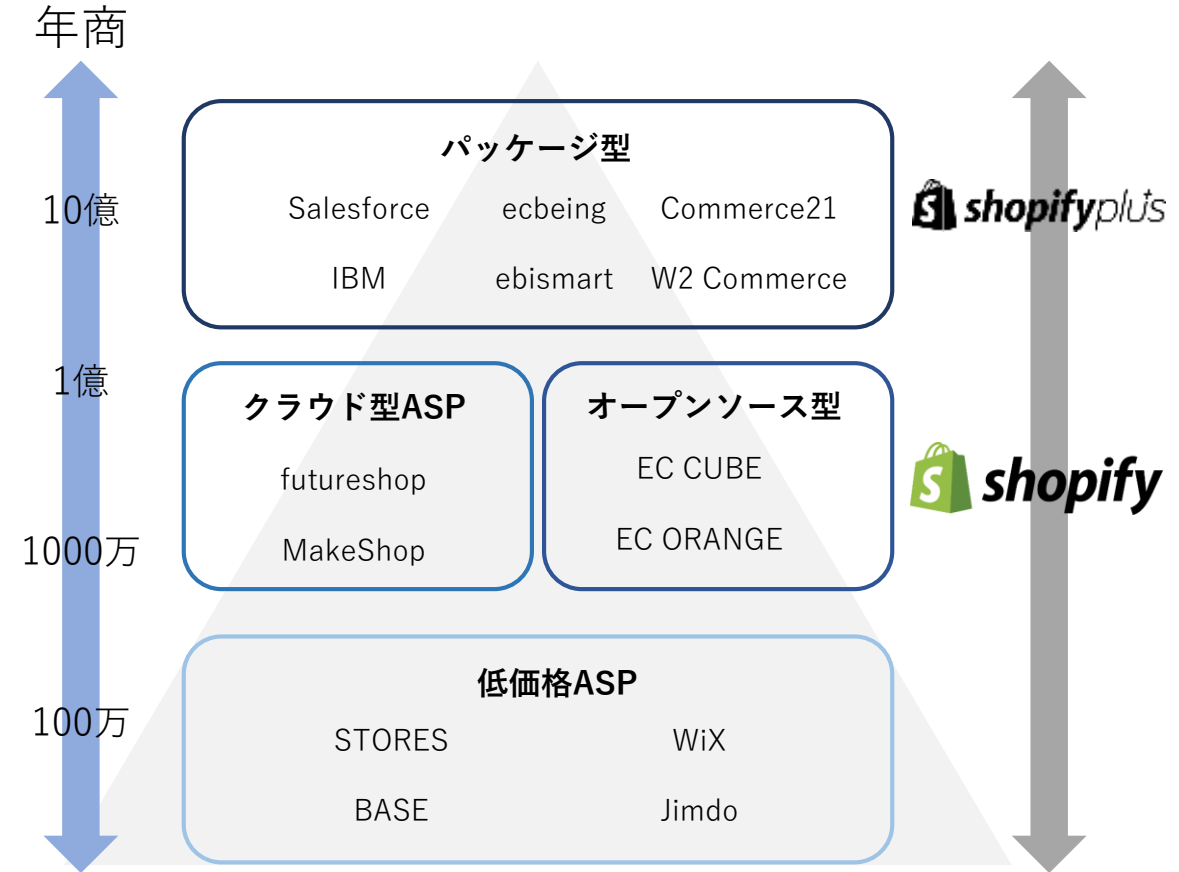 年商
パッケージ型
10億
Salesforce ecbeing Commerce21
shopifyplus
IBM ebismart W2 Commerce
1億
クラウド型ASP
オープンソース型
futureshop
EC CUBE
shopify
1000万
MakeShop
EC ORANGE
低価格ASP
100万
STORES WiX
BASE Jimdo